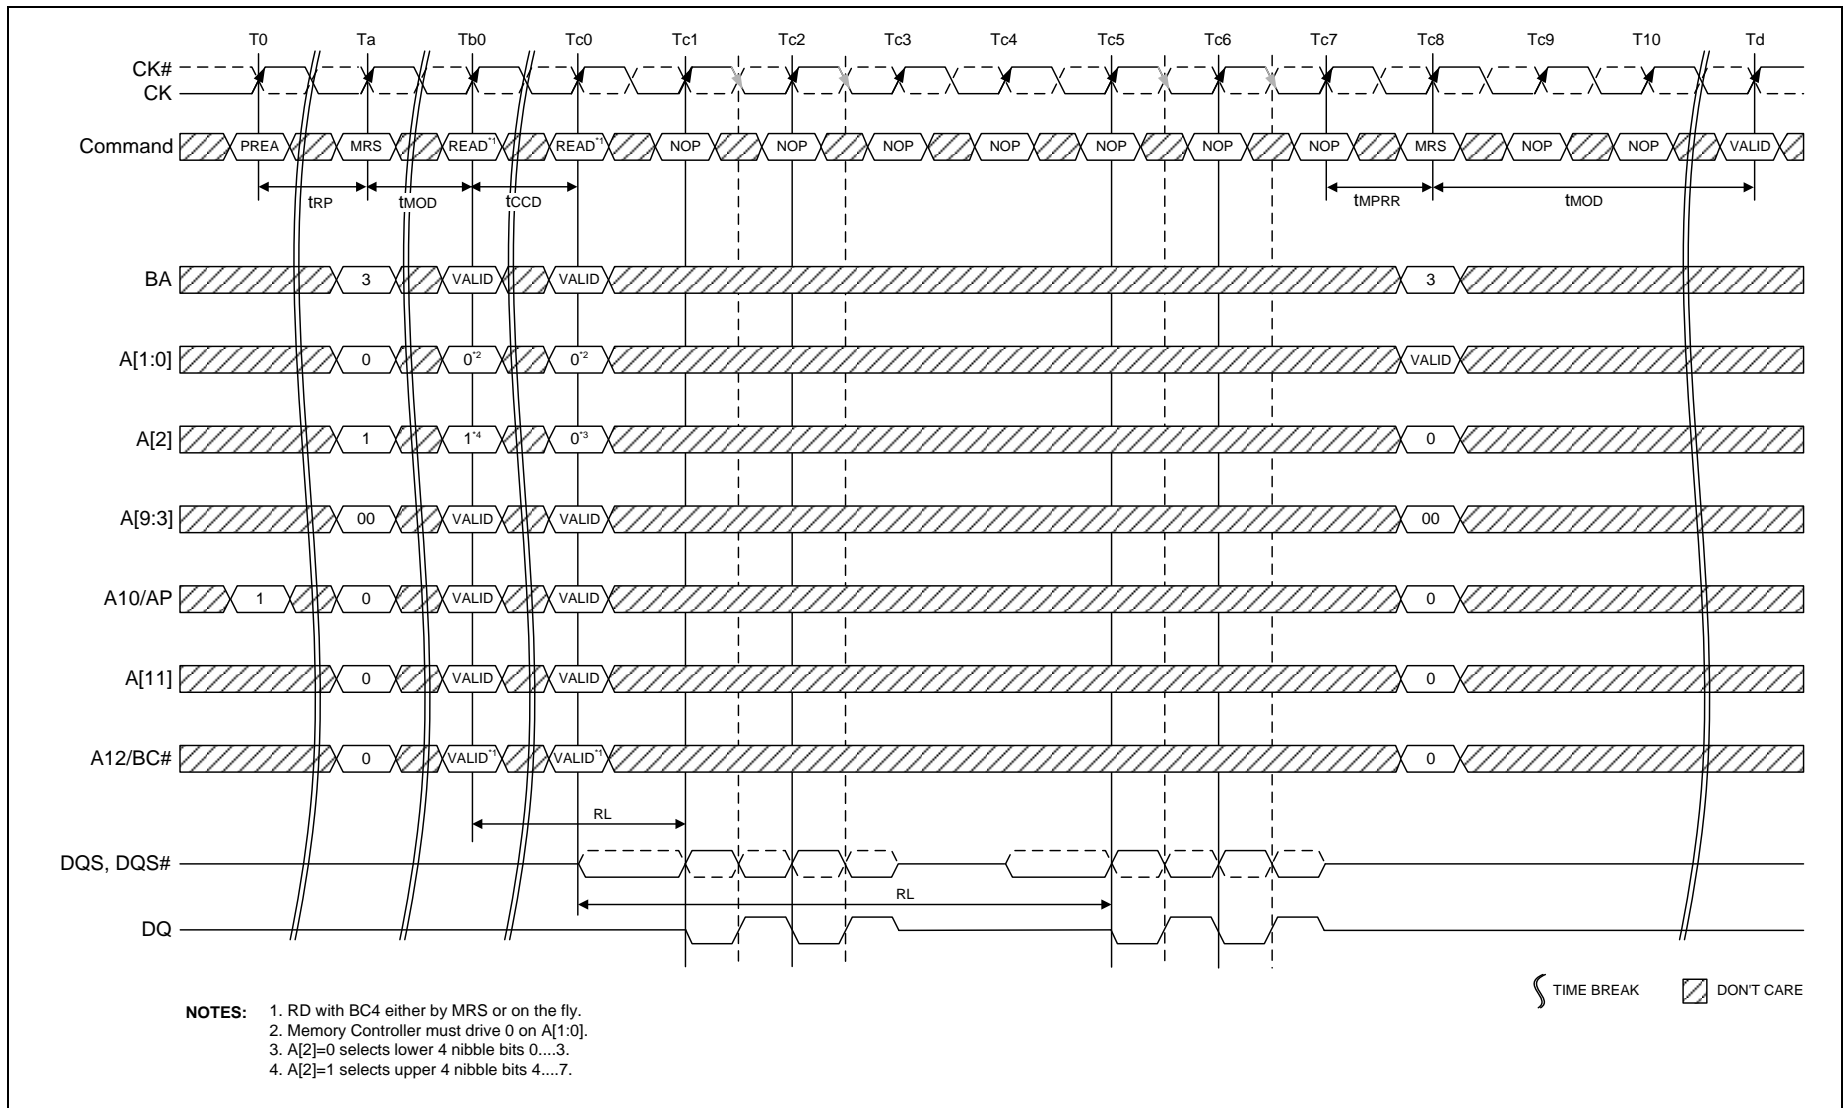 T0 Ta Tb0 Tc0 Tc1 Tc2 Tc3 Tc4 Tc5 Tc6 Tc7 Tc8 Tc9 T10 Td
CK#
CK
Command PREA MRS READ*1 READ*1 NOP NOP NOP NOP NOP NOP NOP MRS NOP NOP VALID
tRP tMOD tCCD tMPRR tMOD
BA 3 VALID VALID 3
A[1:0] 0 0*2 0*2 VALID
A[2] 1 1*4 0*3 0
A[9:3] 00 VALID VALID 00
A10/AP 1 0 VALID VALID 0
A[11] 0 VALID VALID 0
A12/BC# 0 VALID*1 VALID*1 0
RL
DQS, DQS#
RL
DQ
TIME BREAK DON'T CARE
NOTES: 1. RD with BC4 either by MRS or on the fly.
2. Memory Controller must drive 0 on A[1:0].
3. A[2]=0 selects lower 4 nibble bits 0....3.
4. A[2]=1 selects upper 4 nibble bits 4....7.